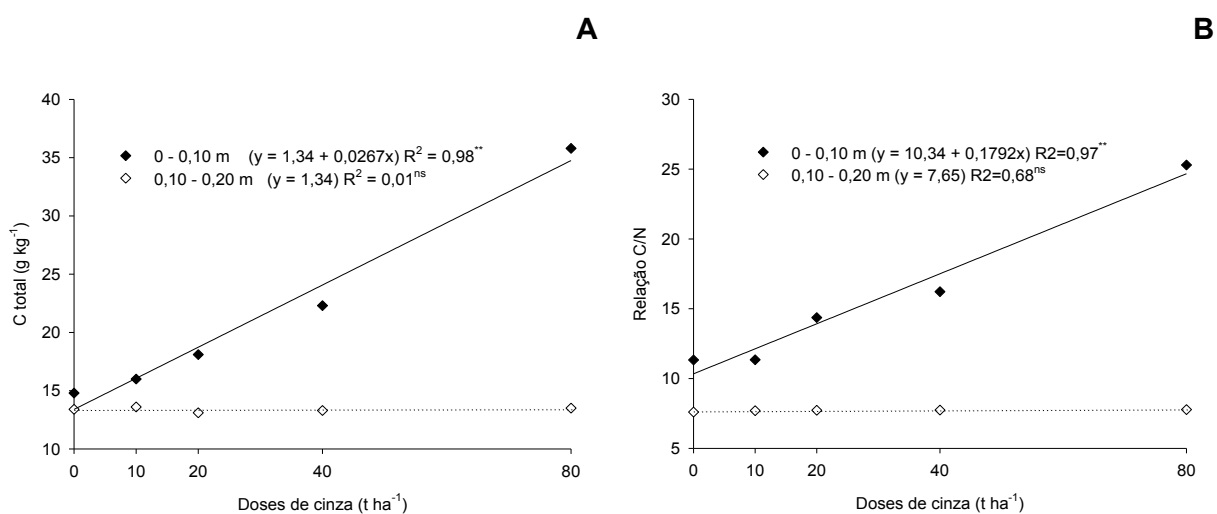 A
40
35
30
25
20
15
10
C total (g kg-1)
0 - 0,10 m (y = 1,34 + 0,0267x) R2 = 0,98**
0,10 - 0,20 m (y = 1,34) R2 = 0,01ns
0 10 20 40 80
Doses de cinza (t ha-1)
B
30
25
20
15
10
5
Relação C/N
0 - 0,10 m (y = 10,34 + 0,1792x) R2=0,97**
0,10 - 0,20 m (y = 7,65) R2=0,68ns
0 10 20 40 80
Doses de cinza (t ha-1)